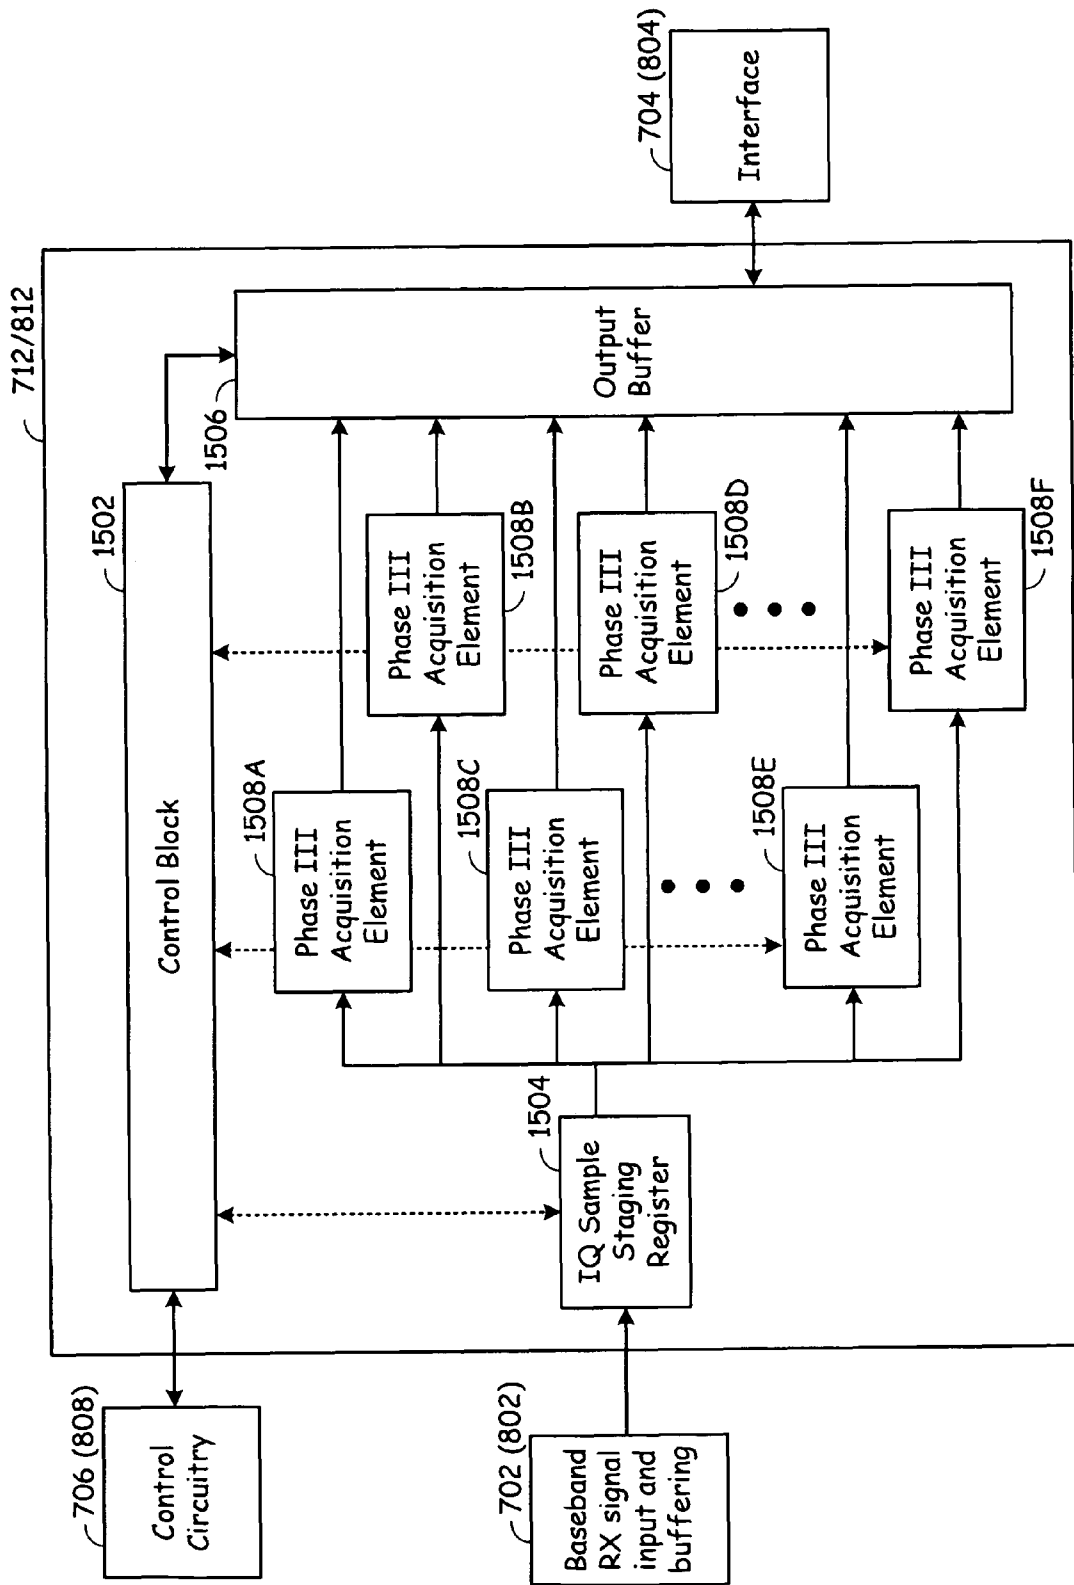 706 (808)
Control
Circuitry
702 (802)
Baseband
RX signal
input and
buffering
712/812
1502
Control Block
1504
IQ Sample
Staging
Register
1508A
Phase III
Acquisition
Element
1508B
Phase III
Acquisition
Element
1508C
Phase III
Acquisition
Element
1508D
Phase III
Acquisition
Element
1508E
Phase III
Acquisition
Element
1508F
Phase III
Acquisition
Element
1506
Output
Buffer
704 (804)
Interface